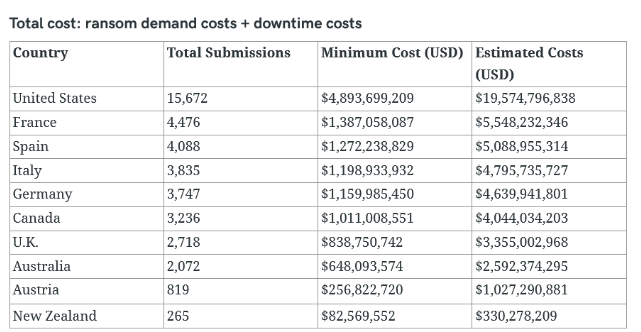 Total cost: ransom demand costs + downtime costs
Country Total Submissions Minimum Cost (USD) Estimated Costs
(USD)
United States 15,672 $4,893,699,209 $19,574,796,838
France 4,476 $1,387,058,087 $5,548,232,346
Spain 4,088 $1,272,238,829 $5,088,955,314
Italy 3,835 $1,198,933,932 $4,795,735,727
Germany 3,747 $1,159,985,450 $4,639,941,801
Canada 3,236 $1,011,008,551 $4,044,034,203
U.K. 2,718 $838,750,742 $3,355,002,968
Australia 2,072 $648,093,574 $2,592,374,295
Austria 819 $256,822,720 $1,027,290,881
New Zealand 265 $82,569,552 $330,278,209